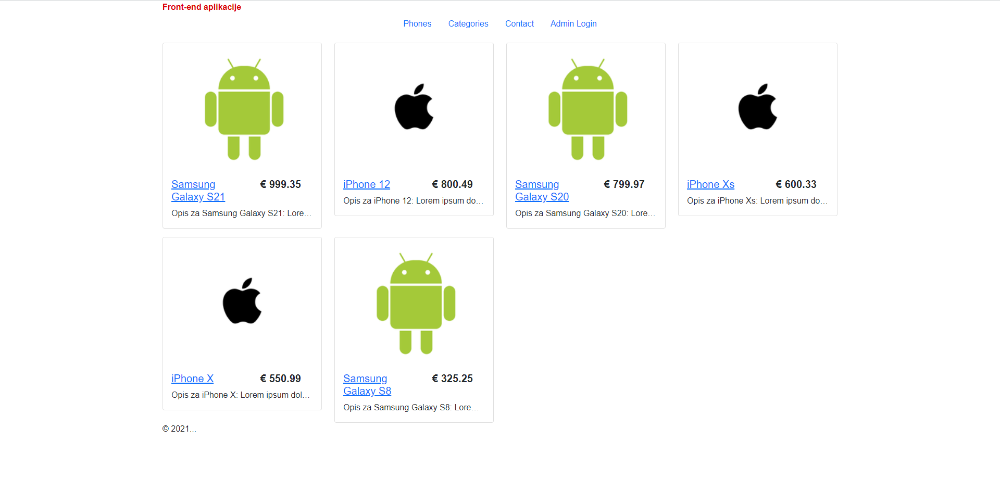 Front-end aplikacije
Phones Categories Contact Admin Login
Samsung Galaxy S21
€ 999.35
Opis za Samsung Galaxy S21: Lore...
iPhone 12
€ 800.49
Opis za iPhone 12: Lorem ipsum do...
Samsung Galaxy S20
€ 799.97
Opis za Samsung Galaxy S20: Lore...
iPhone Xs
€ 600.33
Opis za iPhone Xs: Lorem ipsum do...
iPhone X
€ 550.99
Opis za iPhone X: Lorem ipsum dol...
Samsung Galaxy S8
€ 325.25
Opis za Samsung Galaxy S8: Lore...
© 2021...